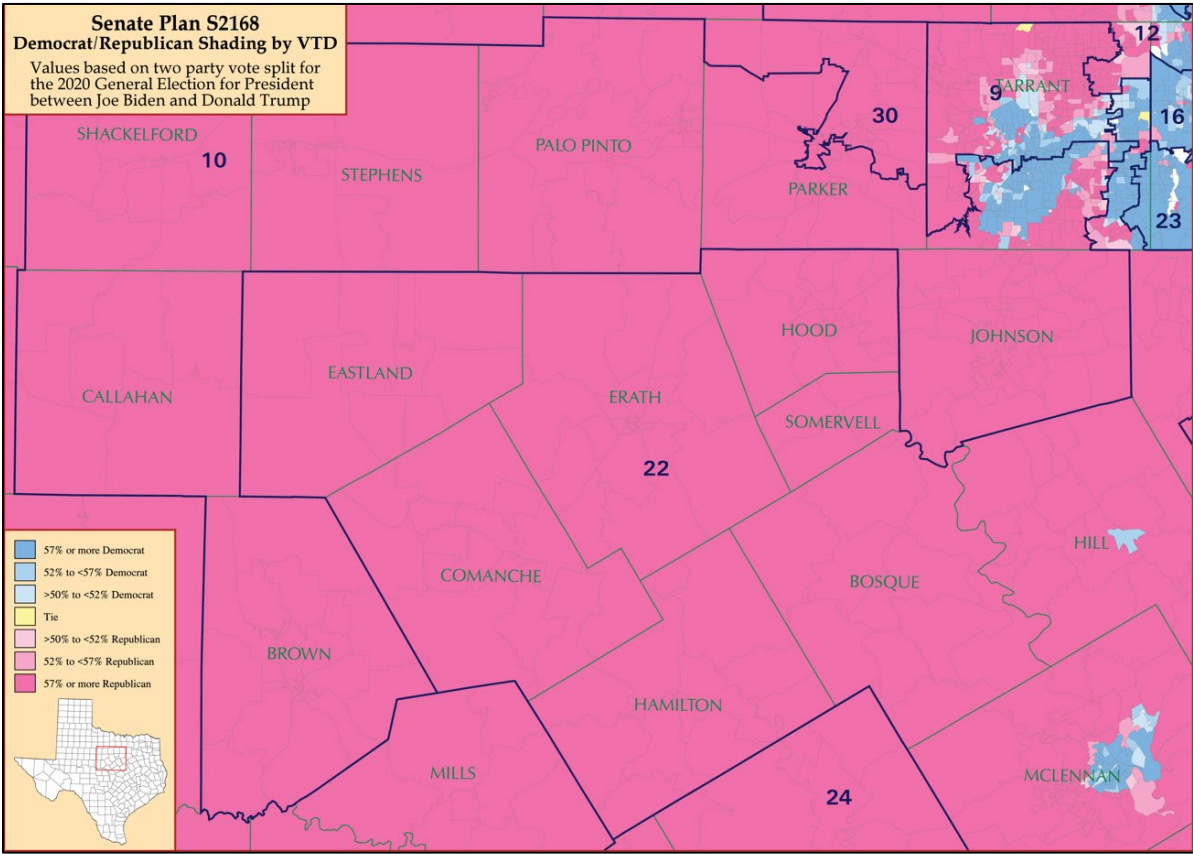 Senate Plan S2168
Democrat/Republican Shading by VTD
Values based on two party vote split for
the 2020 General Election for President
between Joe Biden and Donald Trump
12
TARRANT
9
30
16
SHACKELFORD
10
PALO PINTO
STEPHENS
PARKER
23
HOOD
JOHNSON
EASTLAND
CALLAHAN
ERATH
SOMERVELL
22
HILL
COMANCHE
BOSQUE
BROWN
HAMILTON
MILLS
MCLENNAN
24
57% or more Democrat
52% to <57% Democrat
>50% to <52% Democrat
Tie
>50% to <52% Republican
52% to <57% Republican
57% or more Republican